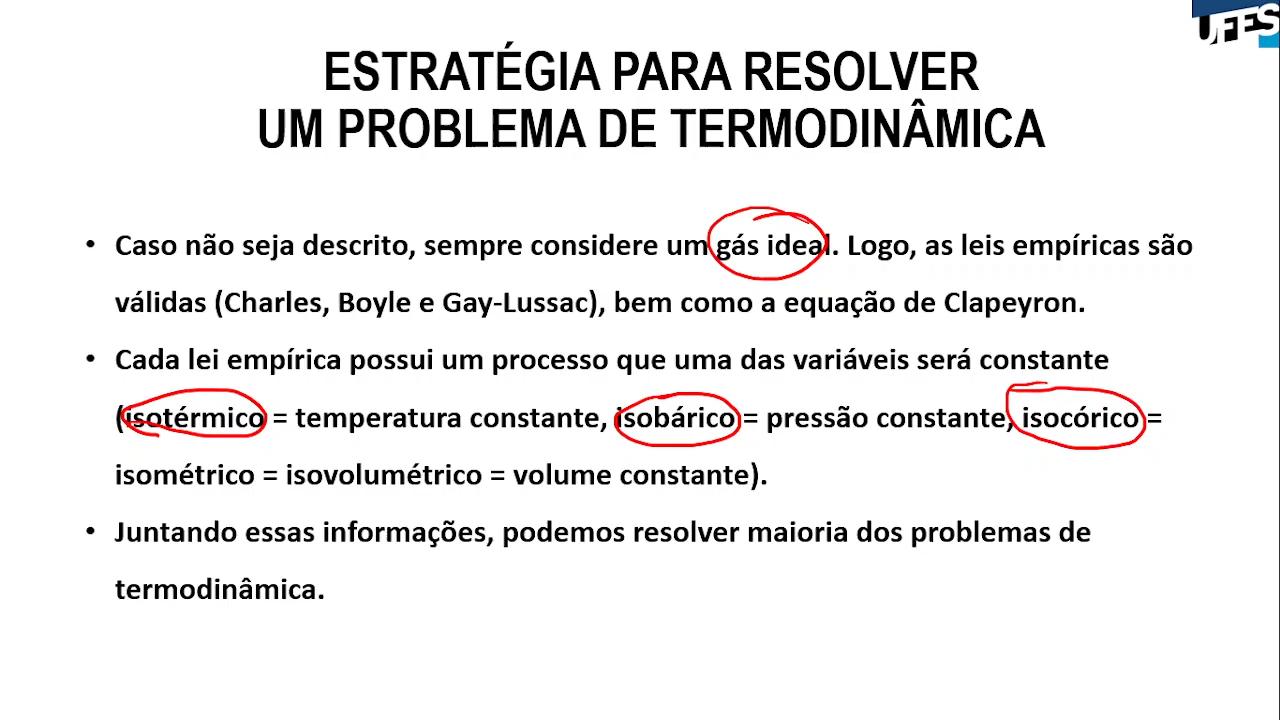 UFES
ESTRATÉGIA PARA RESOLVER
UM PROBLEMA DE TERMODINÂMICA
• Caso não seja descrito, sempre considere um gás ideal. Logo, as leis empíricas são
válidas (Charles, Boyle e Gay-Lussac), bem como a equação de Clapeyron.
• Cada lei empírica possui um processo que uma das variáveis será constante
(isotérmico = temperatura constante, isobárico = pressão constante, isocórico =
isométrico = isovolumétrico = volume constante).
• Juntando essas informações, podemos resolver maioria dos problemas de
termodinâmica.